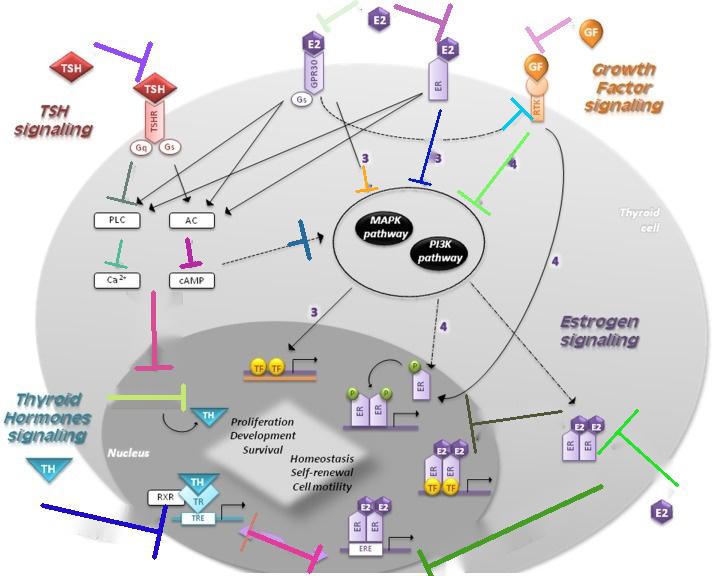 E2
GF
TSH
E2
E2
GF
TSH
GPR30
ER
RTK
Growth
Factor
signaling
TSH
signaling
TSHR
Gs
Gq
Gs
3
3
4
PLC
AC
MAPK
pathway
PI3K
pathway
Thyroid
cell
Ca2+
cAMP
4
3
4
Estrogen
signaling
TF
TF
P
ER
P
P
ER
ER
Thyroid
Hormones
signaling
TH
TH
Proliferation
Development
Survival
Homeostasis
Self-renewal
Cell motility
Nucleus
E2
E2
ER
ER
E2
E2
ER
ER
TF
TF
TH
RXR
TR
TRE
E2
E2
ER
ER
ERE
E2